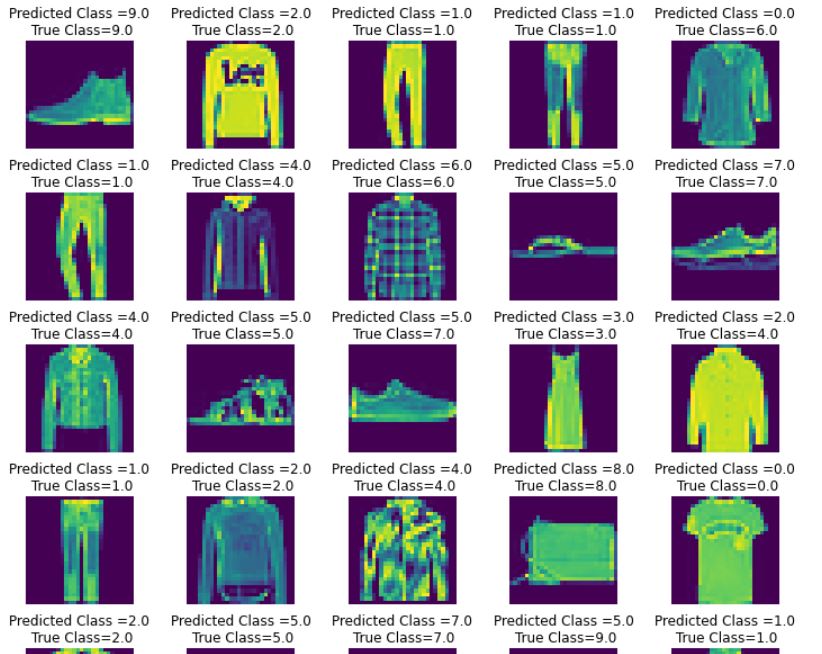 Predicted Class =9.0 Predicted Class =2.0 Predicted Class =1.0 Predicted Class =1.0 Predicted Class =0.0
True Class=9.0 True Class=2.0 True Class=1.0 True Class=1.0 True Class=6.0
Lee
Predicted Class =1.0 Predicted Class =4.0 Predicted Class =6.0 Predicted Class =5.0 Predicted Class =7.0
True Class=1.0 True Class=4.0 True Class=6.0 True Class=5.0 True Class=7.0
Predicted Class =4.0 Predicted Class =5.0 Predicted Class =5.0 Predicted Class =3.0 Predicted Class =2.0
True Class=4.0 True Class=5.0 True Class=7.0 True Class=3.0 True Class=4.0
Predicted Class =1.0 Predicted Class =2.0 Predicted Class =4.0 Predicted Class =8.0 Predicted Class =0.0
True Class=1.0 True Class=2.0 True Class=4.0 True Class=8.0 True Class=0.0
Predicted Class =2.0 Predicted Class =5.0 Predicted Class =7.0 Predicted Class =5.0 Predicted Class =1.0
True Class=2.0 True Class=5.0 True Class=7.0 True Class=9.0 True Class=1.0